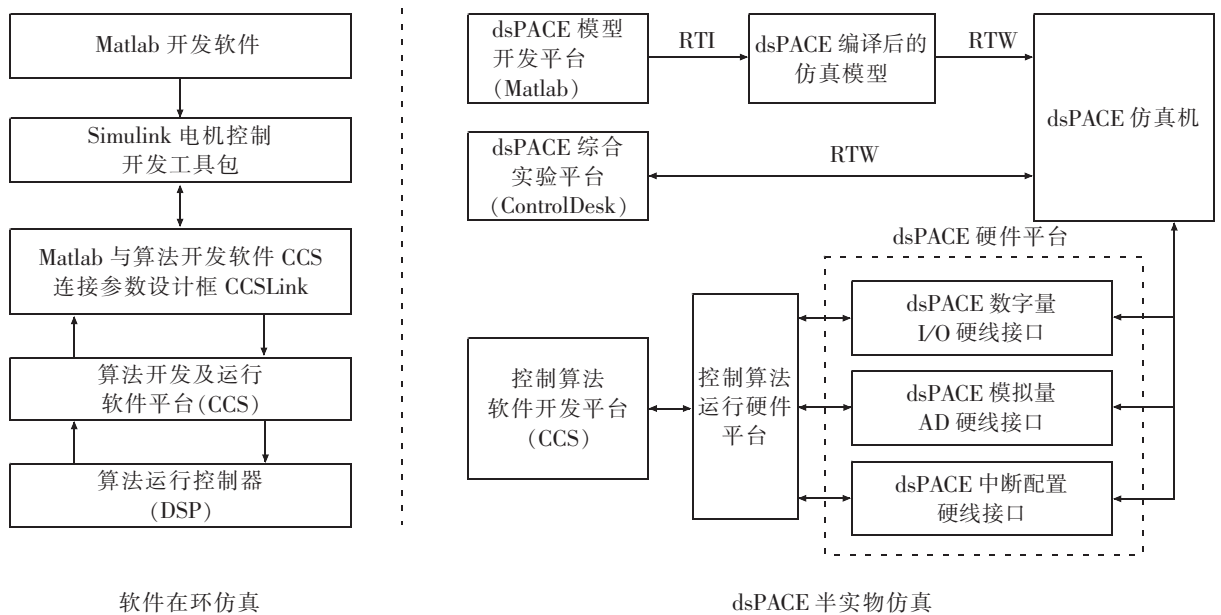 Matlab 开发软件
Simulink 电机控制
开发工具包
Matlab 与算法开发软件 CCS
连接参数设计框 CCSLink
算法开发及运行
软件平台(CCS)
算法运行控制器
(DSP)
软件在环仿真
dsPACE 模型
开发平台
(Matlab)
RTI
dsPACE 编译后的
仿真模型
RTW
dsPACE 仿真机
dsPACE 综合
实验平台
(ControlDesk)
RTW
dsPACE 硬件平台
控制算法
软件开发平台
(CCS)
控制算法
运行硬件
平台
dsPACE 数字量
I/O 硬线接口
dsPACE 模拟量
AD 硬线接口
dsPACE 中断配置
硬线接口
dsPACE 半实物仿真